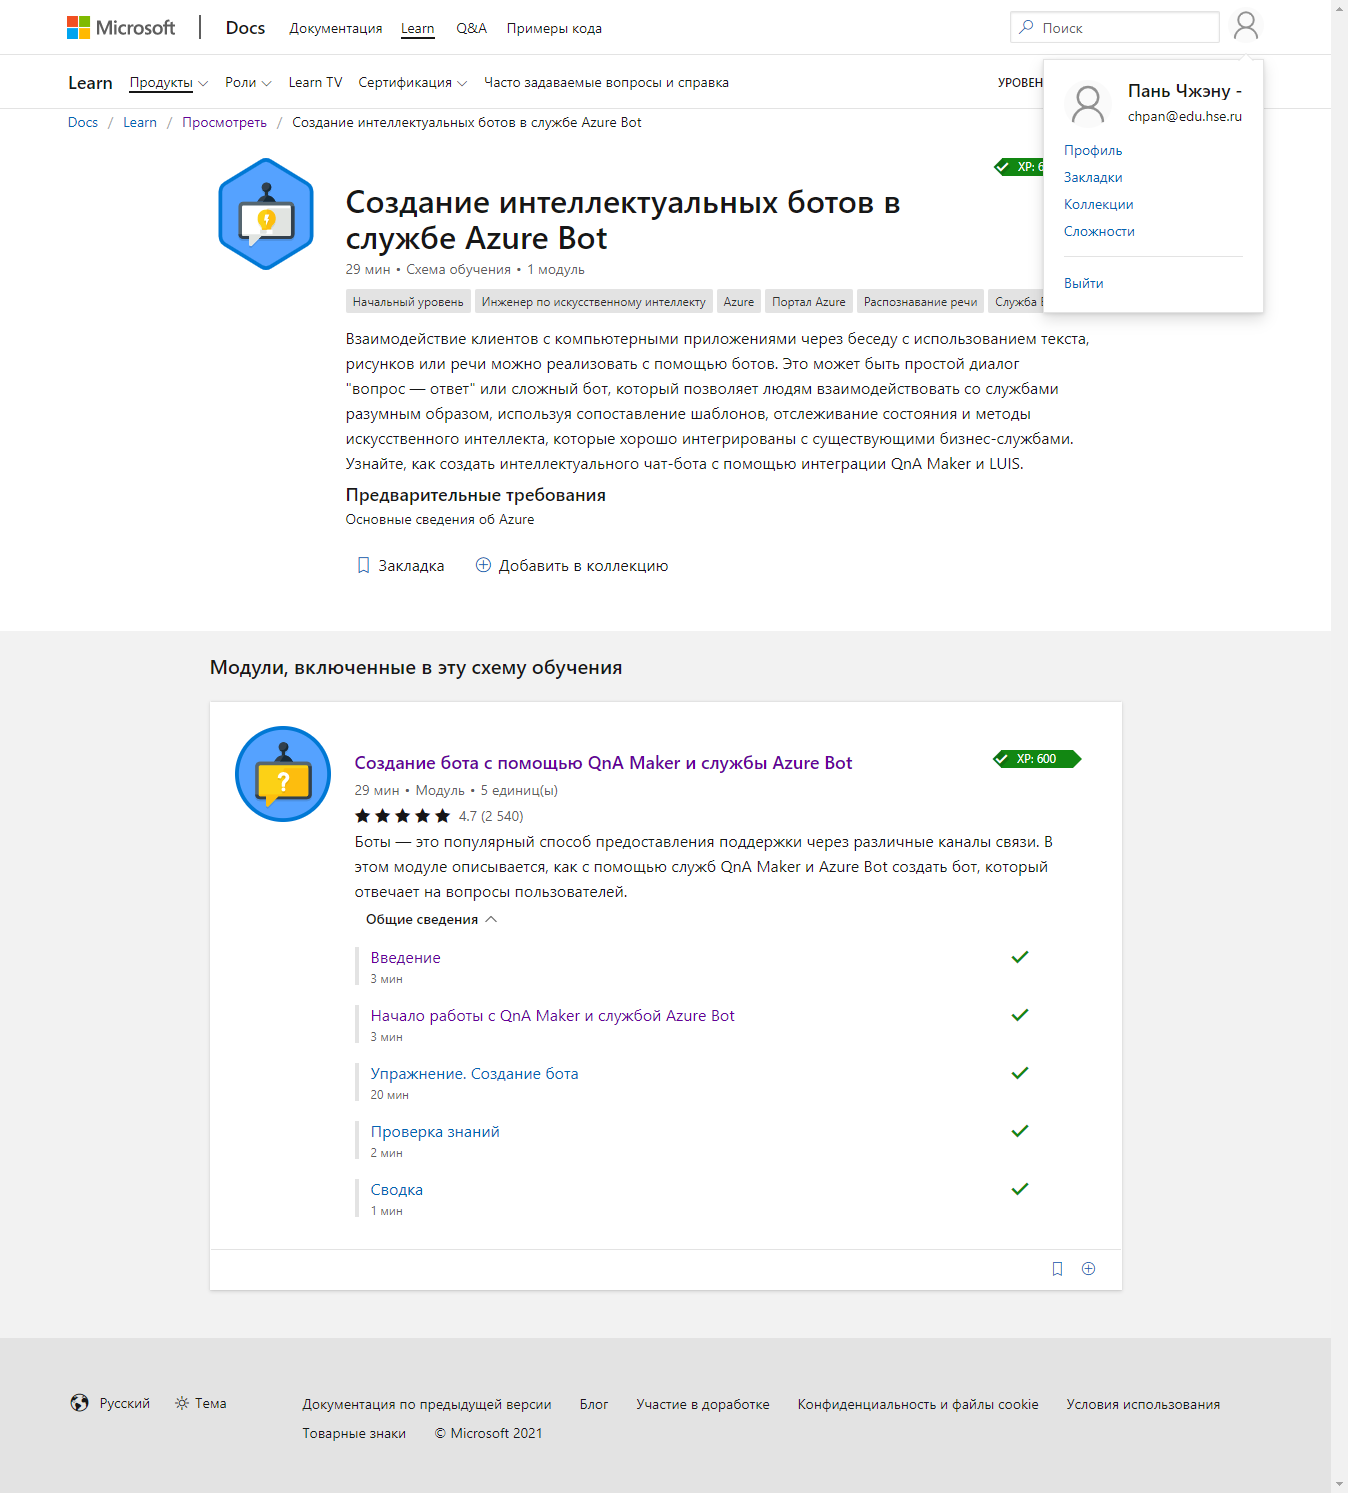 Microsoft Docs Документация Learn Q&A Примеры кода Поиск
Learn Продукты Роли Learn TV Сертификация Часто задаваемые вопросы и справка
Docs / Learn / Просмотреть / Создание интеллектуальных ботов в службе Azure Bot
Пань Чжэну -
chpan@edu.hse.ru
Профиль
Закладки
Коллекции
Сложности
Выйти
XP:
Создание интеллектуальных ботов в
службе Azure Bot
29 мин • Схема обучения • 1 модуль
Начальный уровень Инженер по искусственному интеллекту Azure Портал Azure Распознавание речи Служба
Взаимодействие клиентов с компьютерными приложениями через беседу с использованием текста,
рисунков или речи можно реализовать с помощью ботов. Это может быть простой диалог
"вопрос — ответ" или сложный бот, который позволяет людям взаимодействовать со службами
разумным образом, используя сопоставление шаблонов, отслеживание состояния и методы
искусственного интеллекта, которые хорошо интегрированы с существующими бизнес-службами.
Узнайте, как создать интеллектуального чат-бота с помощью интеграции QnA Maker и LUIS.
Предварительные требования
Основные сведения об Azure
Закладка Добавить в коллекцию
Модули, включенные в эту схему обучения
Создание бота с помощью QnA Maker и службы Azure Bot XP: 600
29 мин • Модуль • 5 единиц(ы)
4.7 (2 540)
Боты — это популярный способ предоставления поддержки через различные каналы связи. В
этом модуле описывается, как с помощью служб QnA Maker и Azure Bot создать бот, который
отвечает на вопросы пользователей.
Общие сведения
Введение
3 мин
Начало работы с QnA Maker и службой Azure Bot
3 мин
Упражнение. Создание бота
20 мин
Проверка знаний
2 мин
Сводка
1 мин
Русский Тема
Документация по предыдущей версии Блог Участие в доработке Конфиденциальность и файлы cookie Условия использования
Товарные знаки © Microsoft 2021